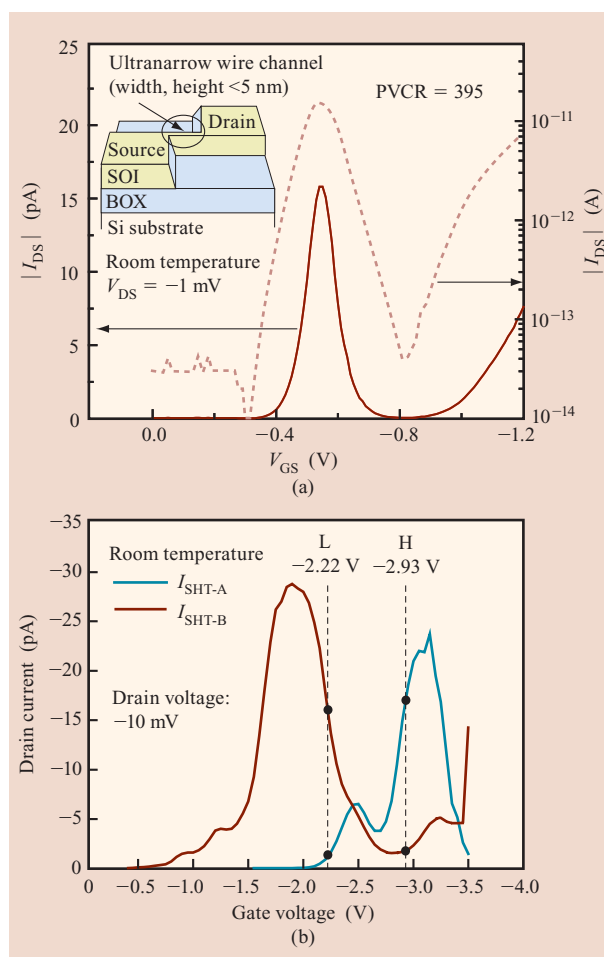 25
20
15
10
5
0
|I_DS| (pA)
Ultranarrow wire channel
(width, height <5 nm)
PVCR = 395
Drain
Source
SOI
BOX
Si substrate
Room temperature
V_DS = −1 mV
10⁻¹¹
10⁻¹²
10⁻¹³
10⁻¹⁴
|I_DS| (A)
0.0 −0.4 −0.8 −1.2
V_GS (V)
(a)
−35
−30
−25
−20
−15
−10
−5
0
Drain current (pA)
Room temperature
I_SHT-A
I_SHT-B
L
−2.22 V
H
−2.93 V
Drain voltage:
−10 mV
0 −0.5 −1.0 −1.5 −2.0 −2.5 −3.0 −3.5 −4.0
Gate voltage (V)
(b)